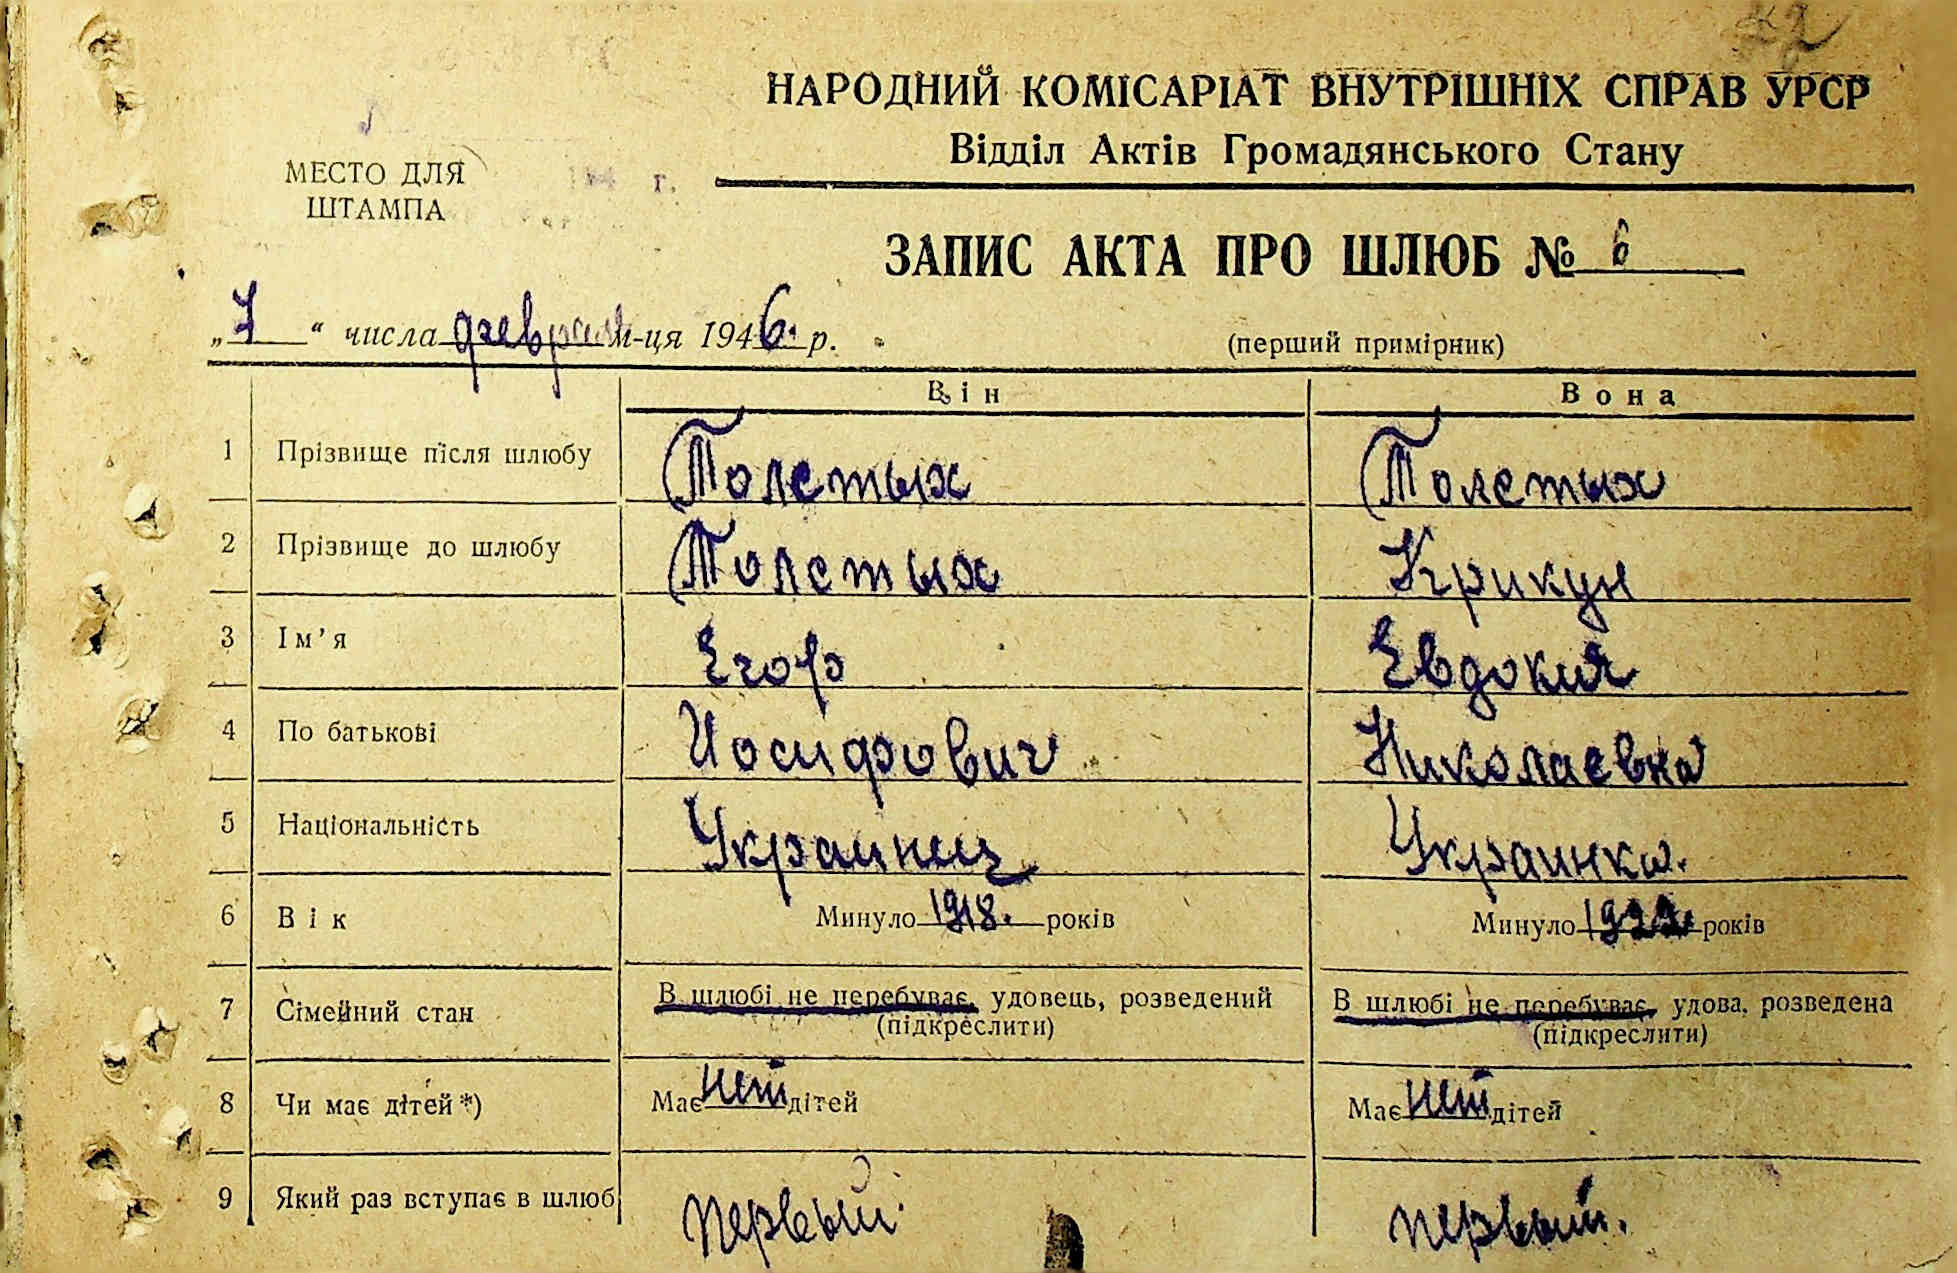 НАРОДНИЙ КОМІСАРІАТ ВНУТРІШНІХ СПРАВ УРСР
Відділ Актів Громадянського Стану
МЕСТО ДЛЯ
ШТАМПА
г.
ЗАПИС АКТА ПРО ШЛЮБ № 6
„7“ числа февраля м-ця 1946. р.
(перший примірник)
Він Вона
1 Прізвище після шлюбу Толстых Толстых
2 Прізвище до шлюбу Толстых Крикун
3 Ім’я Егор Евдокия
4 По батькові Иосифович Николаевна
5 Національність Украинец Украинка.
6 Вік Минуло 1918. років Минуло 1922 років
7 Сімейний стан В шлюбі не перебуває, удовець, розведений В шлюбі не перебуває, удова, розведена
(підкреслити) (підкреслити)
8 Чи має дітей *) Має нет дітей Має нет дітей
9 Який раз вступає в шлюб первый. первый.